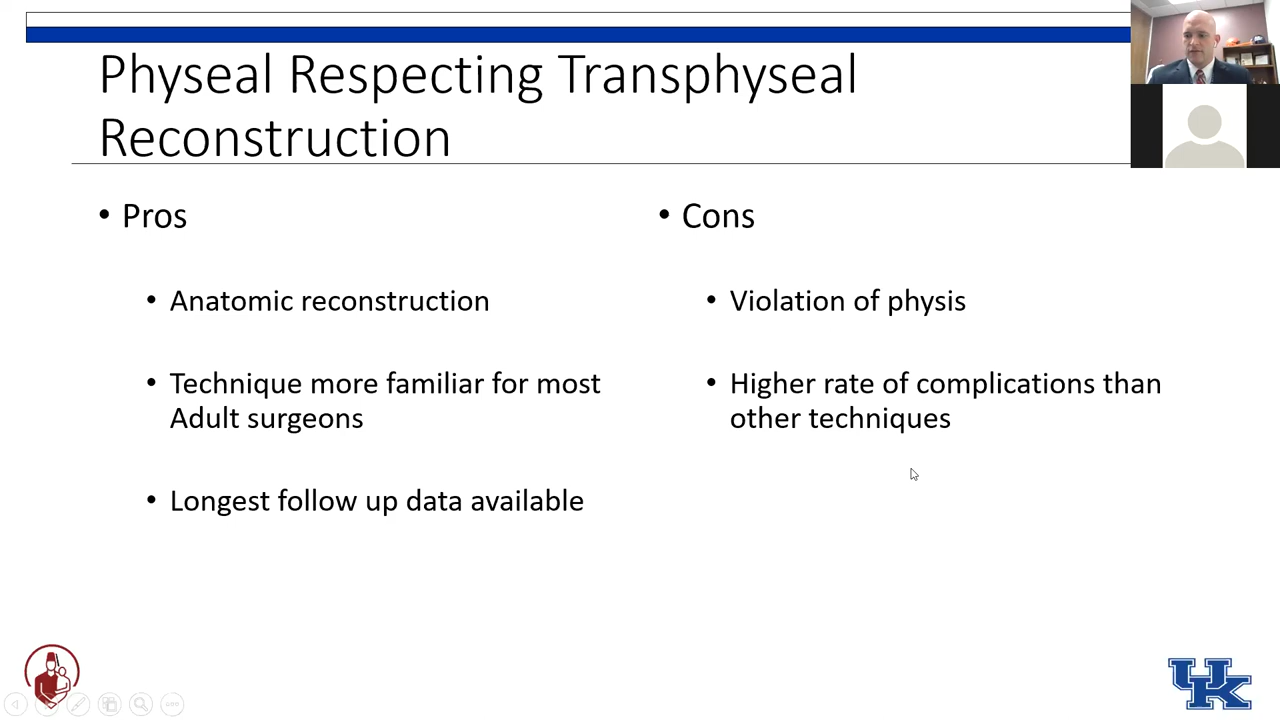 Physeal Respecting Transphyseal
Reconstruction
• Pros
• Anatomic reconstruction
• Technique more familiar for most
Adult surgeons
• Longest follow up data available
• Cons
• Violation of physis
• Higher rate of complications than
other techniques
UK